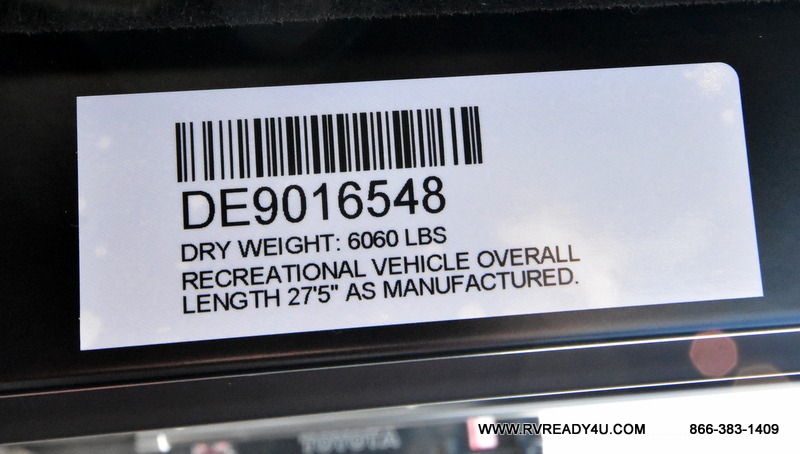 DE9016548
DRY WEIGHT: 6060 LBS
RECREATIONAL VEHICLE OVERALL
LENGTH 27'5" AS MANUFACTURED.
TOYOTA
WWW.RVREADY4U.COM 866-383-1409